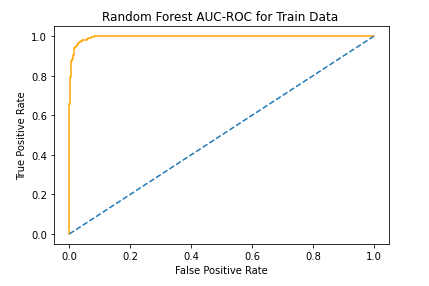 Random Forest AUC-ROC for Train Data
True Positive Rate
1.0
0.8
0.6
0.4
0.2
0.0
0.0 0.2 0.4 0.6 0.8 1.0
False Positive Rate